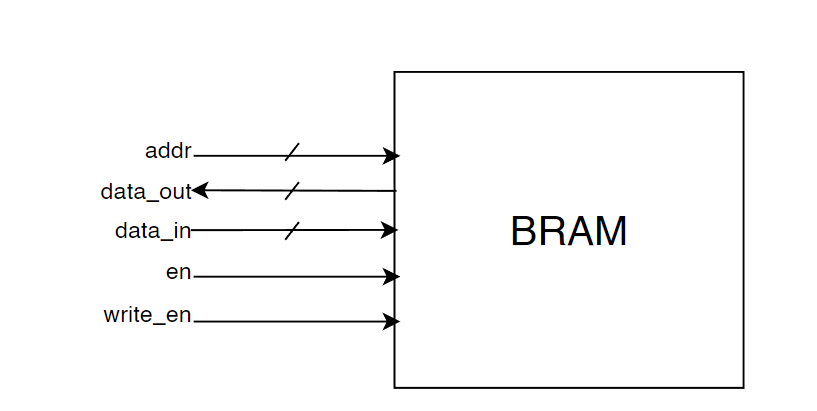 addr
data_out
data_in
en
write_en
BRAM